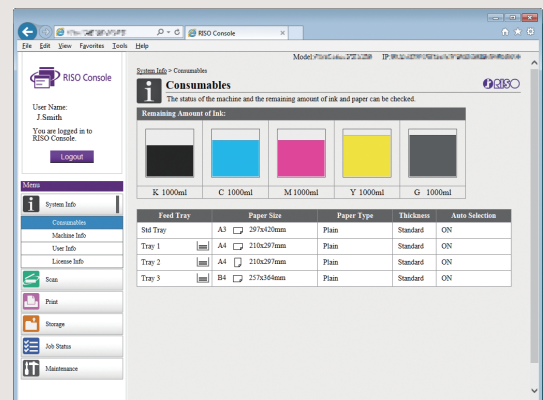 RISO Console
File Edit View Favorites Tools Help
Model: IP:
RISO Console
User Name:
J.Smith
You are logged in to
RISO Console.
Logout
Menu
System Info
Consumables
Machine Info
User Info
License Info
Scan
Print
Storage
Job Status
Maintenance
System Info > Consumables
Consumables
RISO
The status of the machine and the remaining amount of ink and paper can be checked.
Remaining Amount of Ink:
K 1000ml C 1000ml M 1000ml Y 1000ml G 1000ml
Feed Tray Paper Size Paper Type Thickness Auto Selection
Std Tray A3 297x420mm Plain Standard ON
Tray 1 A4 210x297mm Plain Standard ON
Tray 2 A4 210x297mm Plain Standard ON
Tray 3 B4 257x364mm Plain Standard ON